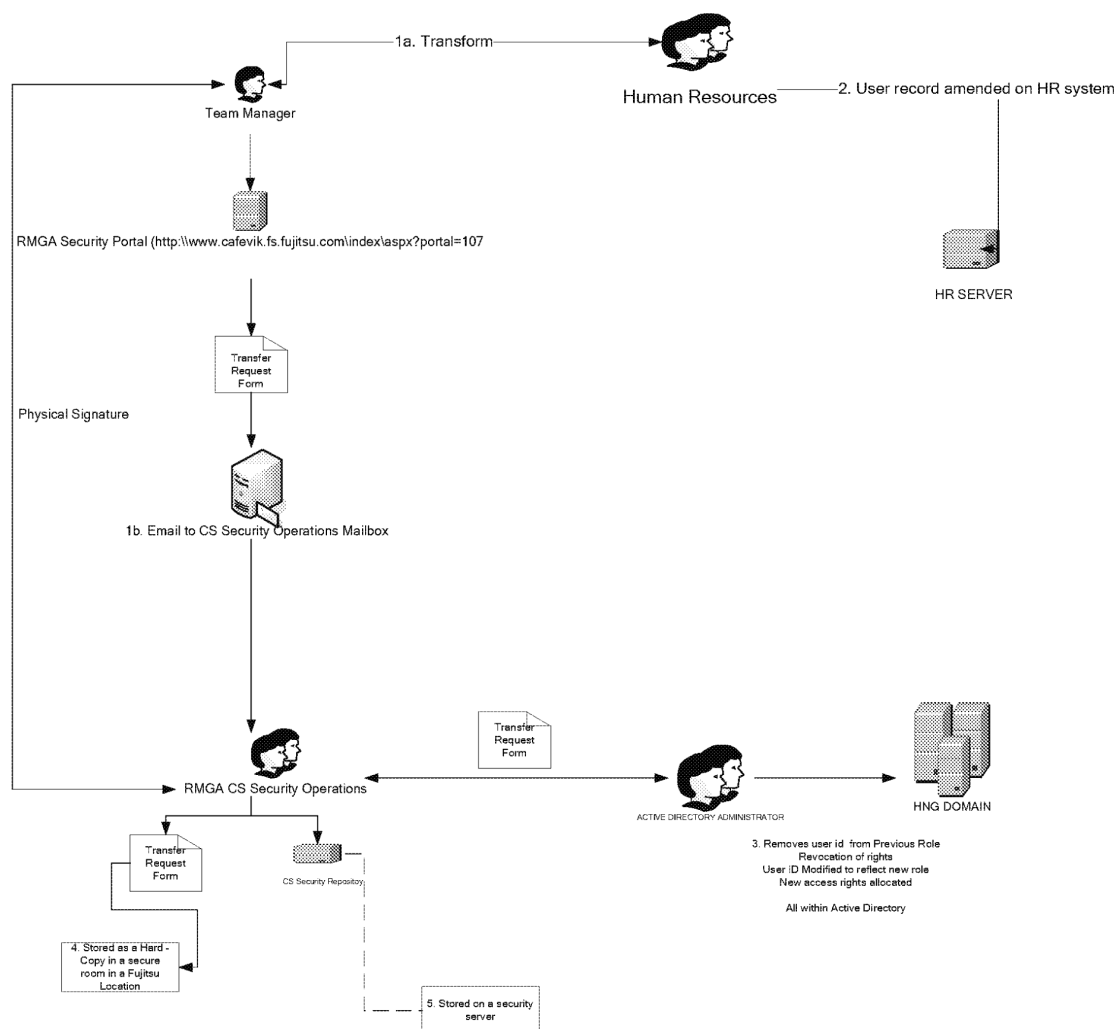 1a. Transform
Team Manager
Human Resources
2. User record amended on HR system
RMGA Security Portal (http:\\www.cafevik.fs.fujitsu.com\index\aspx?portal=107
HR SERVER
Transfer
Request
Form
Physical Signature
1b. Email to CS Security Operations Mailbox
Transfer
Request
Form
RMGA CS Security Operations
ACTIVE DIRECTORY ADMINISTRATOR
HNG DOMAIN
3. Removes user id from Previous Role
Revocation of rights
User iD Modified to reflect new role
New access rights allocated
All within Active Directory
Transfer
Request
Form
CS Security Repository
4. Stored as a Hard -
Copy in a secure
room in a Fujitsu
Location
5. Stored on a security
server